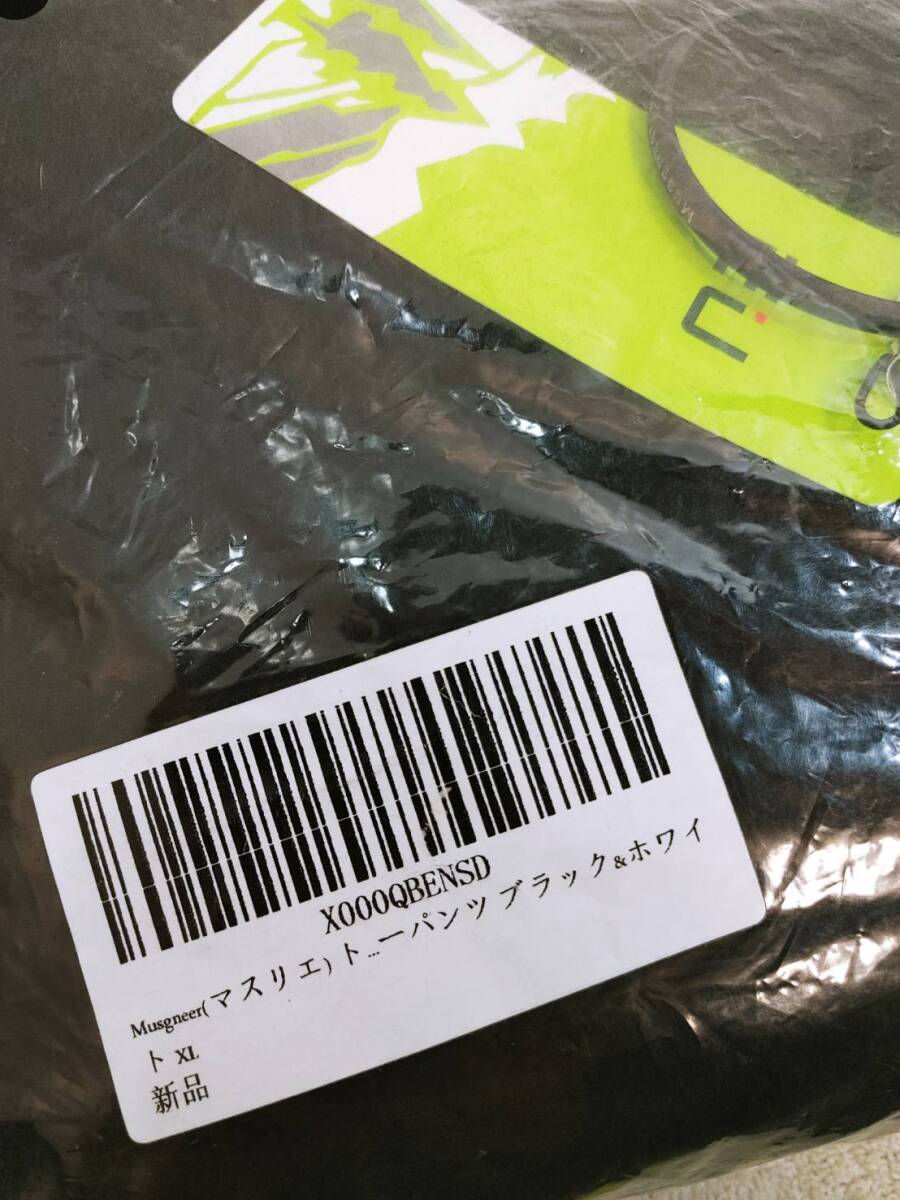 X000QBENSD
Musgneer(マスリエ) ト...ーパンツ ブラック&ホワイ
ト XL
新品